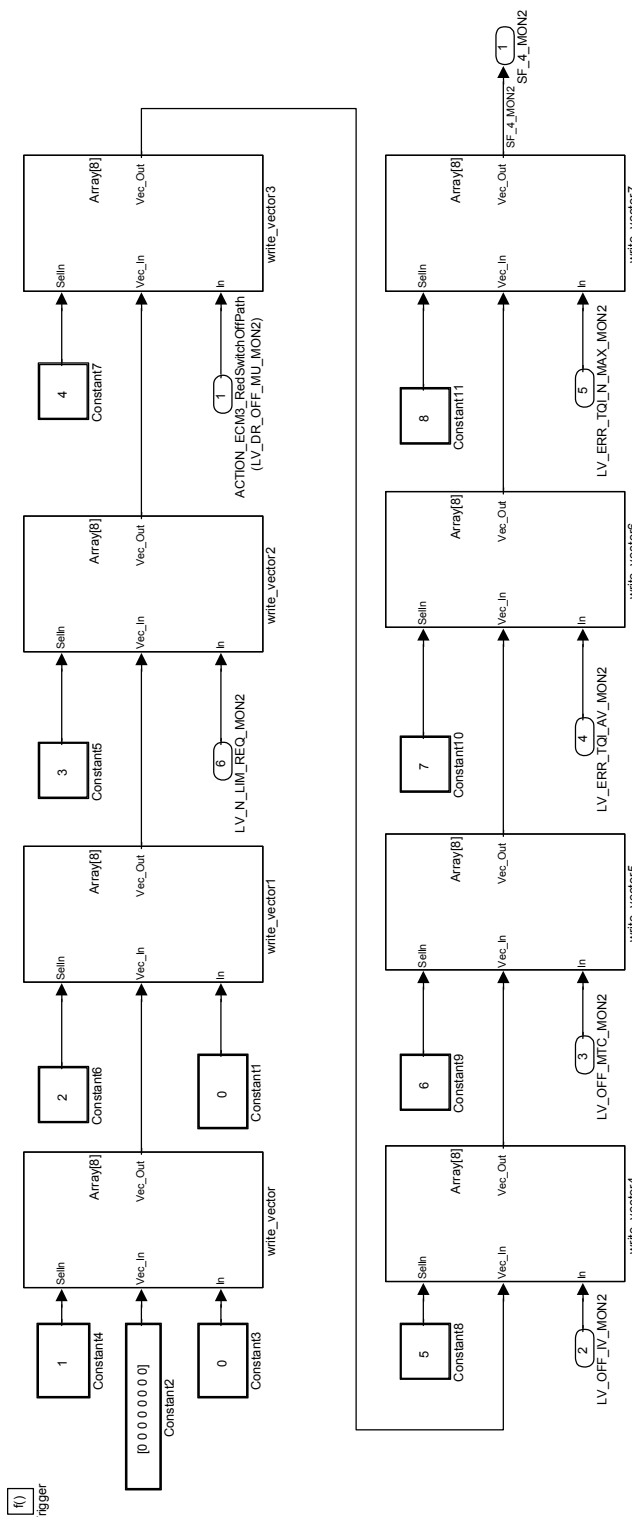 f()
rigger
1
Constant4
[0 0 0 0 0 0 0 0]
Constant2
0
Constant3
SelIn
Vec_In
In
Array[8]
Vec_Out
write_vector
2
Constant6
0
Constant1
SelIn
Vec_In
In
Array[8]
Vec_Out
write_vector1
3
Constant5
6
LV_N_LIM_REQ_MON2
SelIn
Vec_In
In
Array[8]
Vec_Out
write_vector2
4
Constant7
1
ACTION_ECM3_RedSwitchOffPath
(LV_DR_OFF_MU_MON2)
SelIn
Vec_In
In
Array[8]
Vec_Out
write_vector3
5
Constant8
2
LV_OFF_IV_MON2
SelIn
Vec_In
In
Array[8]
Vec_Out
write_vector4
6
Constant9
3
LV_OFF_MTC_MON2
SelIn
Vec_In
In
Array[8]
Vec_Out
write_vector5
7
Constant10
4
LV_ERR_TQI_AV_MON2
SelIn
Vec_In
In
Array[8]
Vec_Out
write_vector6
8
Constant11
5
LV_ERR_TQI_N_MAX_MON2
SelIn
Vec_In
In
Array[8]
Vec_Out
write_vector7
SF_4_MON2
1
SF_4_MON2